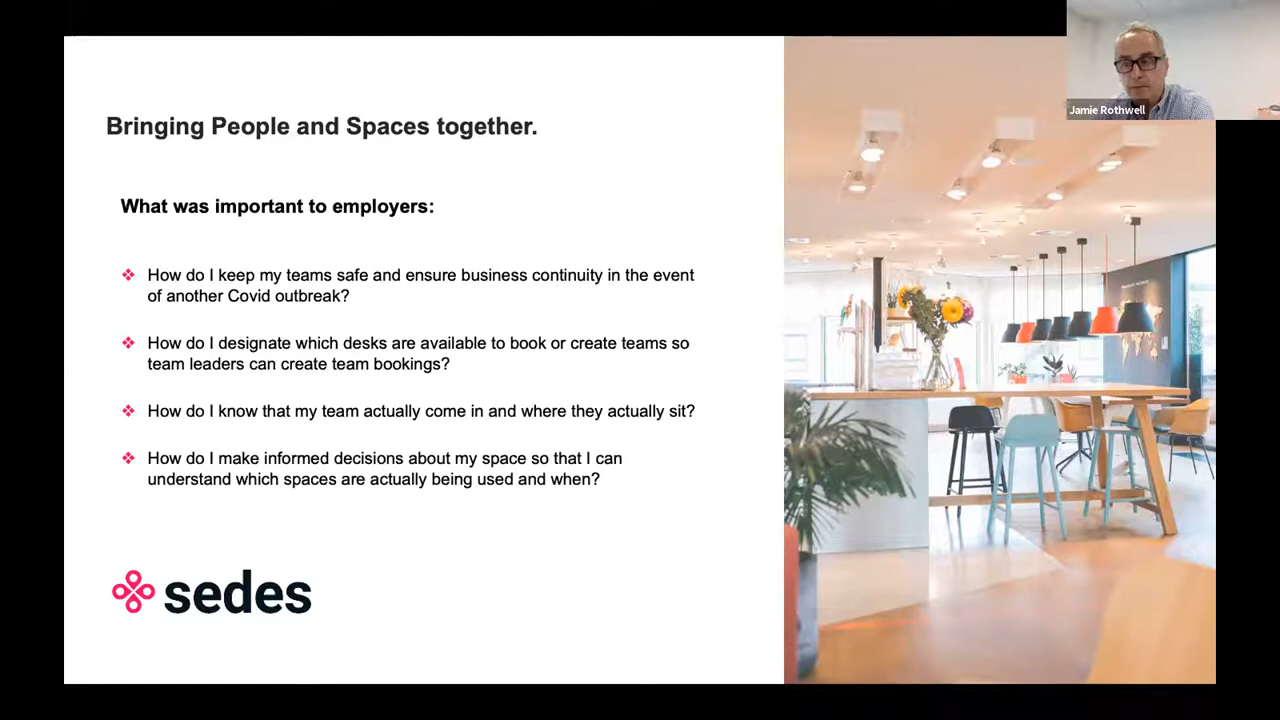 Jamie Rothwell
Bringing People and Spaces together.
What was important to employers:
❖ How do I keep my teams safe and ensure business continuity in the event
of another Covid outbreak?
❖ How do I designate which desks are available to book or create teams so
team leaders can create team bookings?
❖ How do I know that my team actually come in and where they actually sit?
❖ How do I make informed decisions about my space so that I can
understand which spaces are actually being used and when?
sedes